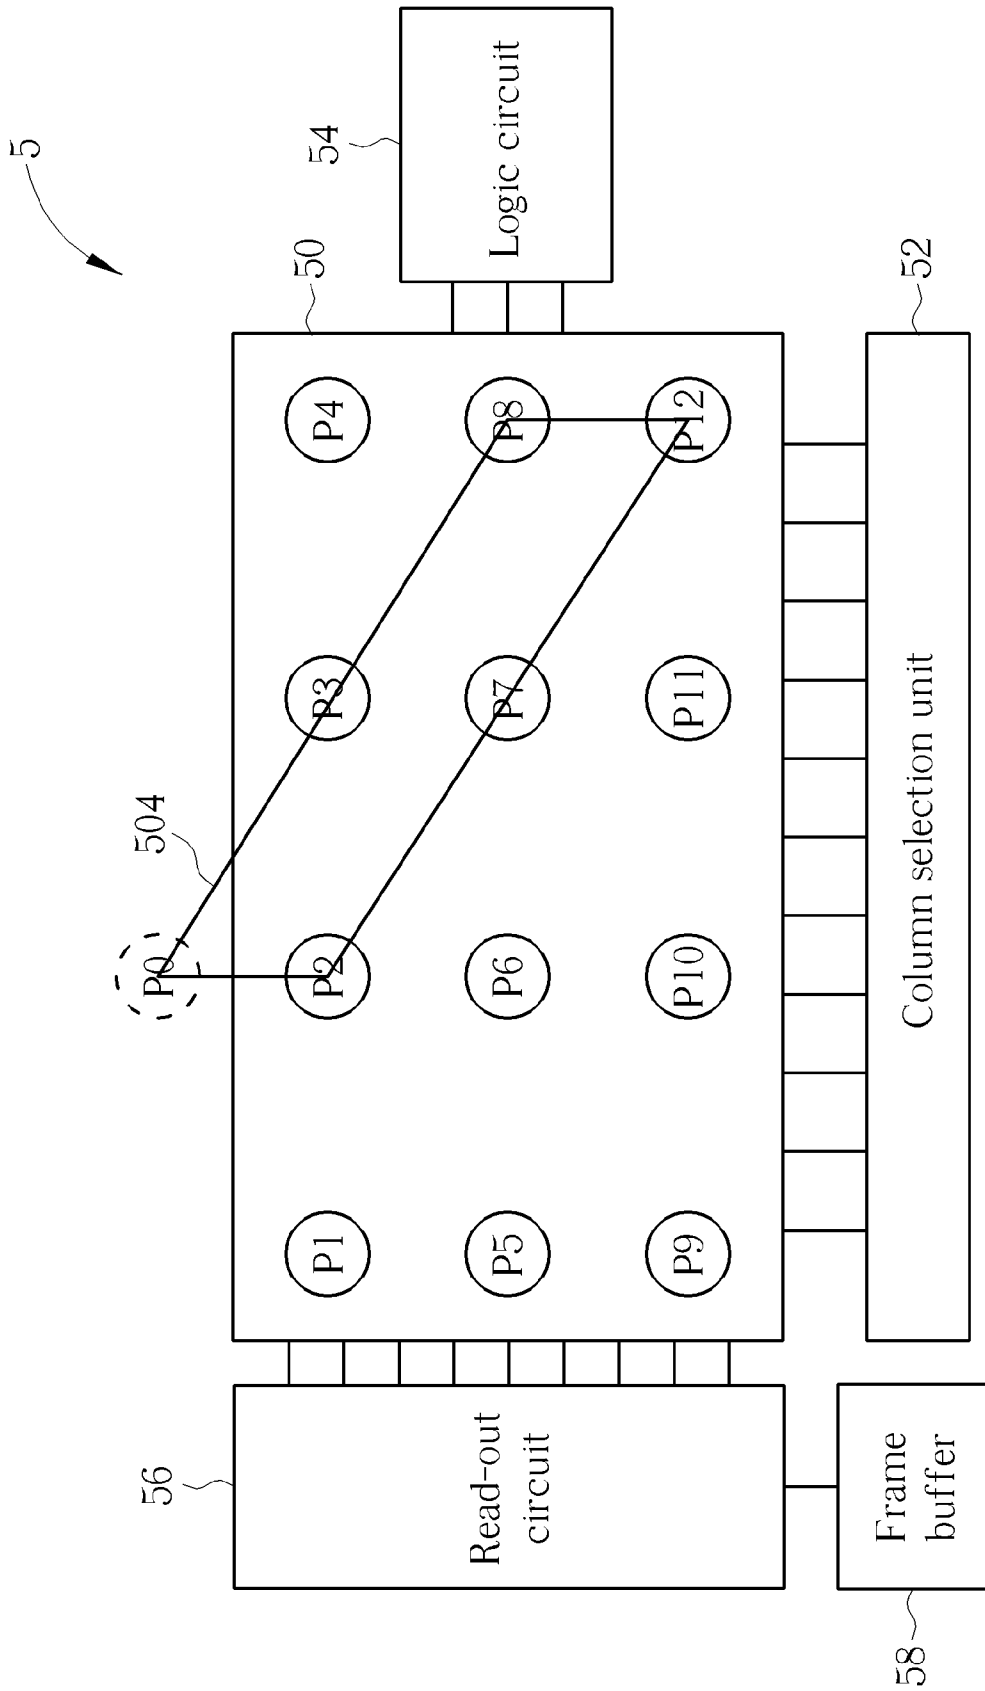 5
56
Read-out
circuit
58
Frame
buffer
50
504
P0
P1
P2
P3
P4
P5
P6
P7
P8
P9
P10
P11
P12
54
Logic circuit
52
Column selection unit